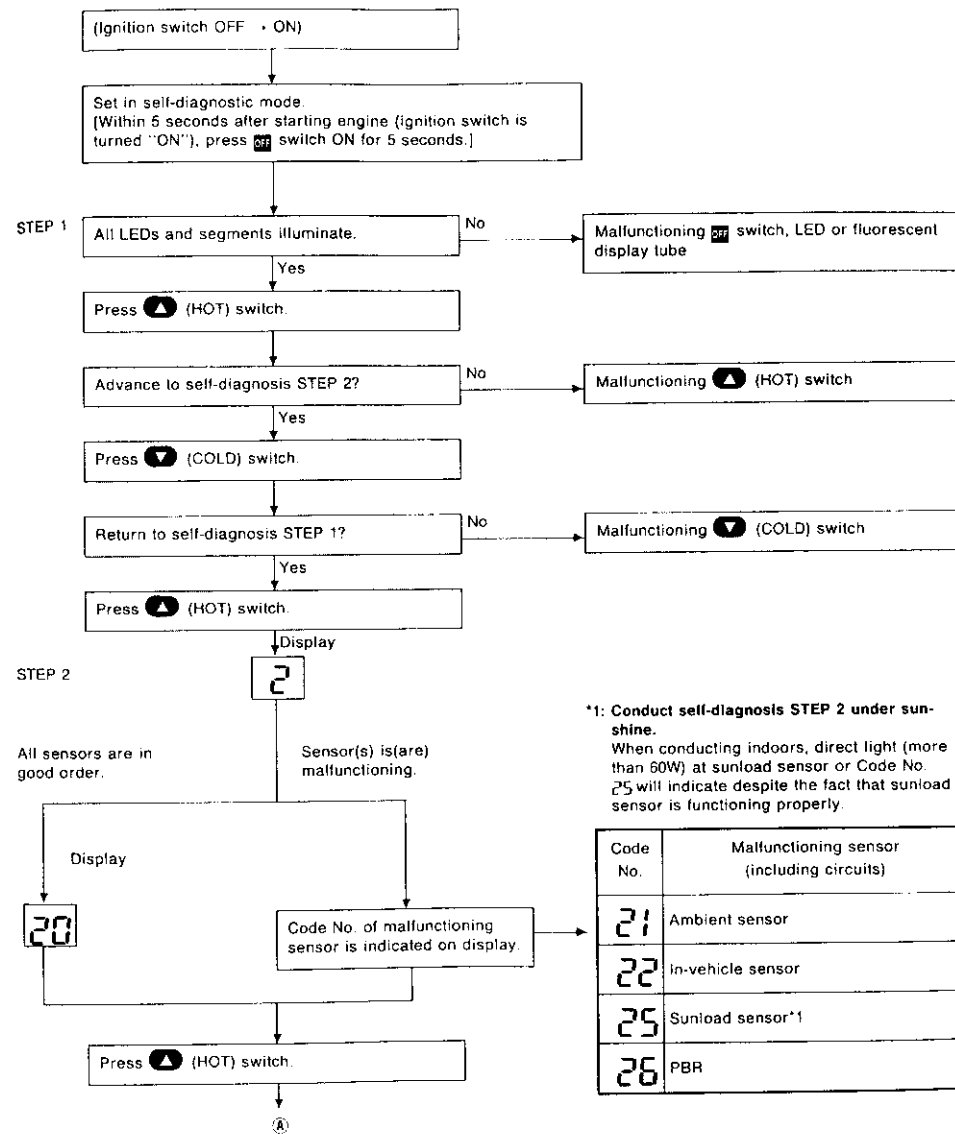 (Ignition switch OFF → ON)
Set in self-diagnostic mode.
[Within 5 seconds after starting engine (Ignition switch is
turned "ON"), press OFF switch ON for 5 seconds.]
STEP 1
All LEDs and segments illuminate.
No
Malfunctioning OFF switch, LED or fluorescent
display tube
Yes
Press ▲ (HOT) switch.
Advance to self-diagnosis STEP 2?
No
Malfunctioning ▲ (HOT) switch
Yes
Press ▼ (COLD) switch.
Return to self-diagnosis STEP 1?
No
Malfunctioning ▼ (COLD) switch
Yes
Press ▲ (HOT) switch.
Display
STEP 2
2
All sensors are in
good order.
Sensor(s) is(are)
malfunctioning.
Display
20
Code No. of malfunctioning
sensor is indicated on display.
*1: Conduct self-diagnosis STEP 2 under sun-
shine.
When conducting indoors, direct light (more
than 60W) at sunload sensor or Code No.
25 will indicate despite the fact that sunload
sensor is functioning properly.
Code No. Malfunctioning sensor (including circuits)
21 Ambient sensor
22 In-vehicle sensor
25 Sunload sensor*1
26 PBR
Press ▲ (HOT) switch.
Ⓐ